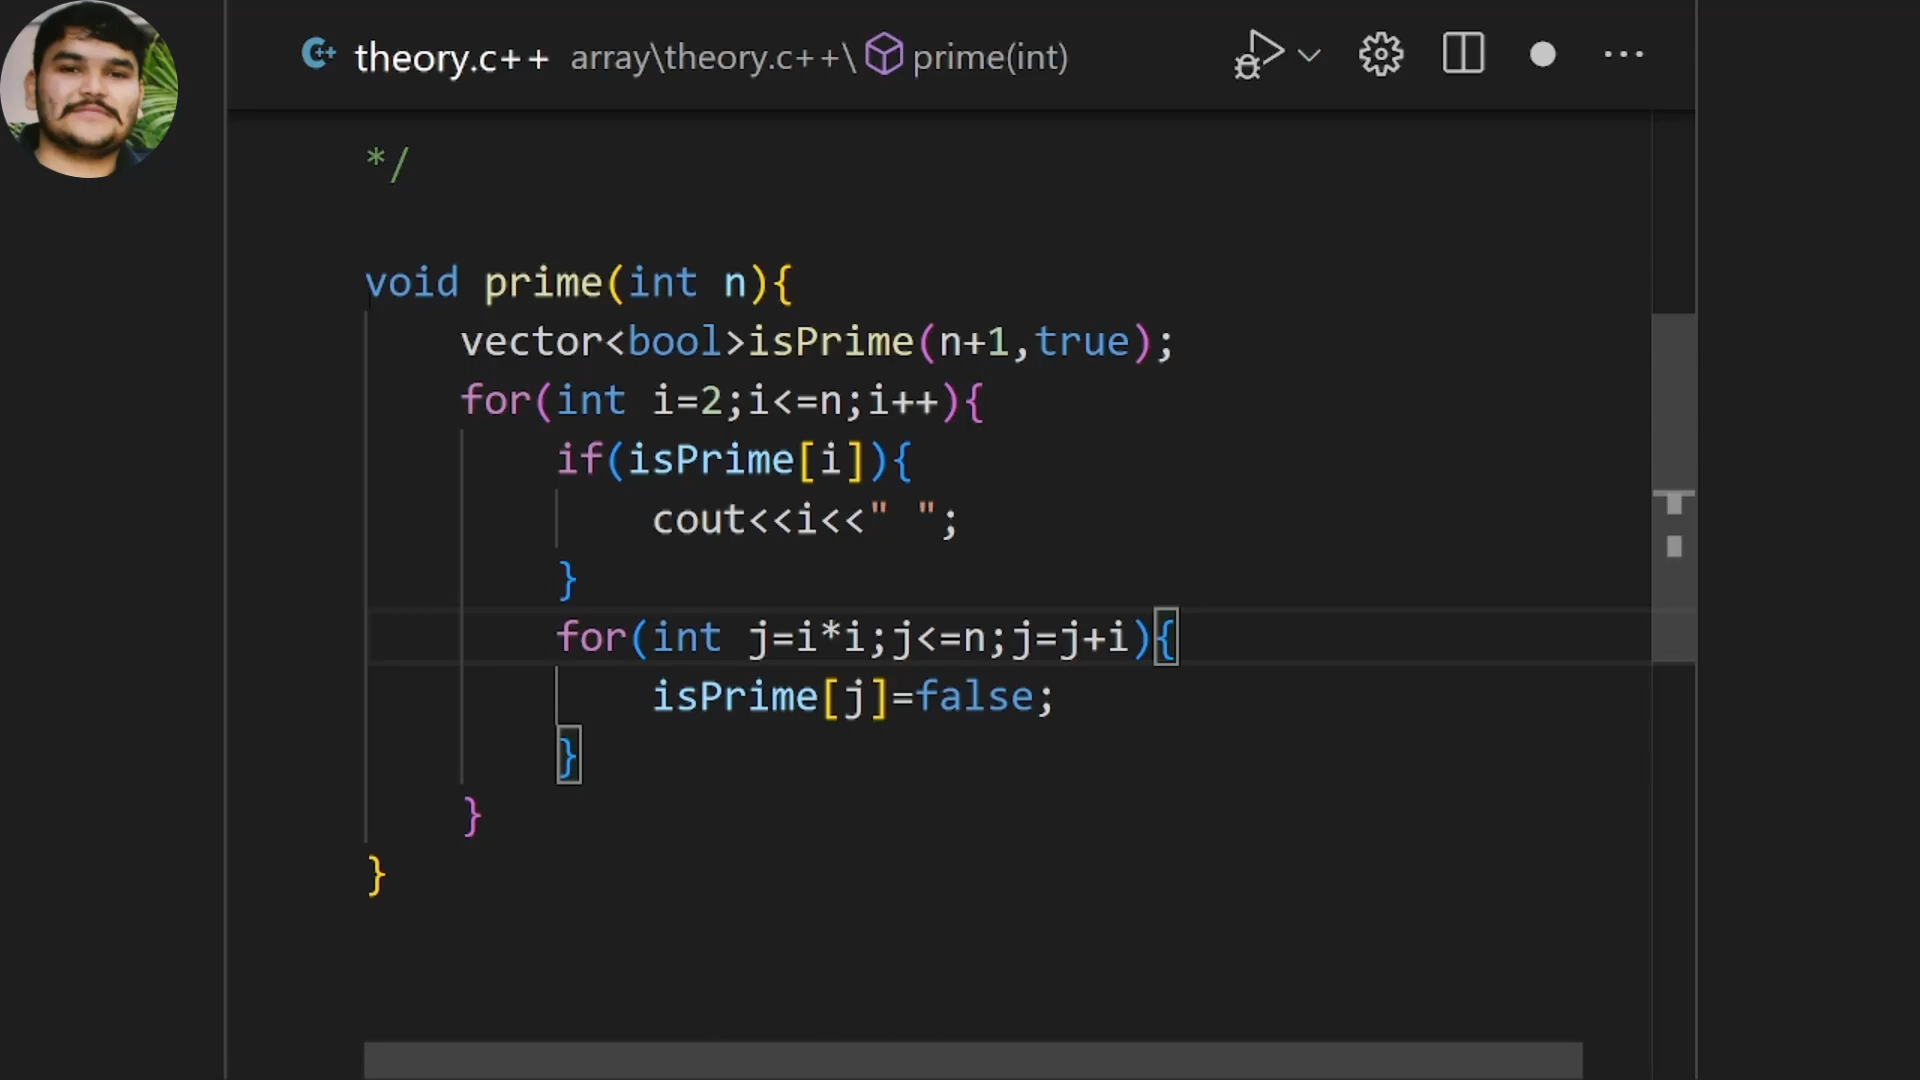 theory.c++ array\theory.c++\ prime(int)
*/
void prime(int n){
vector<bool>isPrime(n+1,true);
for(int i=2;i<=n;i++){
if(isPrime[i]){
cout<<i<<" ";
}
for(int j=i*i;j<=n;j=j+i){
isPrime[j]=false;
}
}
}